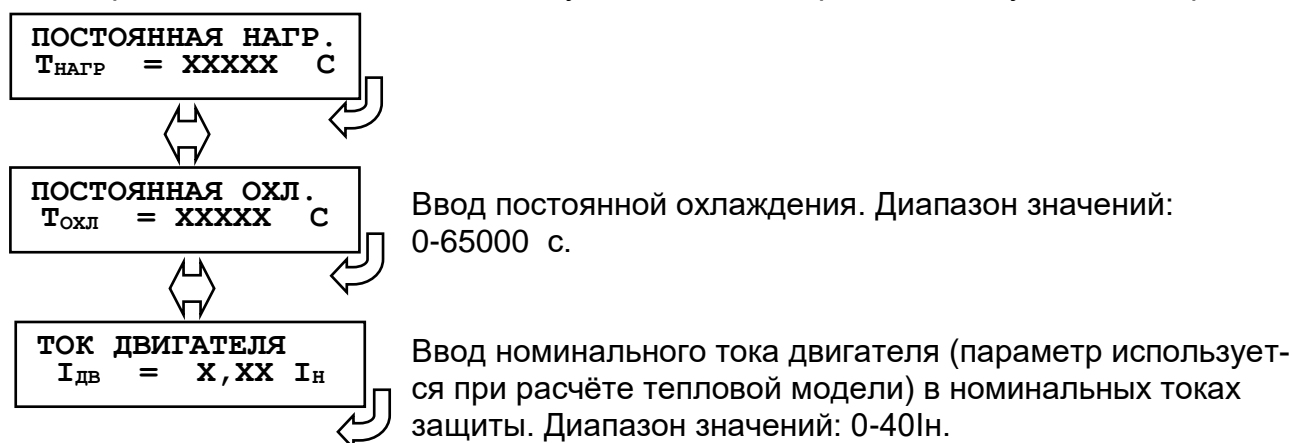 ПОСТОЯННАЯ НАГР.
TНАГР = XXXXX С
ПОСТОЯННАЯ ОХЛ.
TОХЛ = XXXXX С
Ввод постоянной охлаждения. Диапазон значений:
0-65000 с.
ТОК ДВИГАТЕЛЯ
IДВ = X,XX IН
Ввод номинального тока двигателя (параметр использует-
ся при расчёте тепловой модели) в номинальных токах
защиты. Диапазон значений: 0-40Iн.